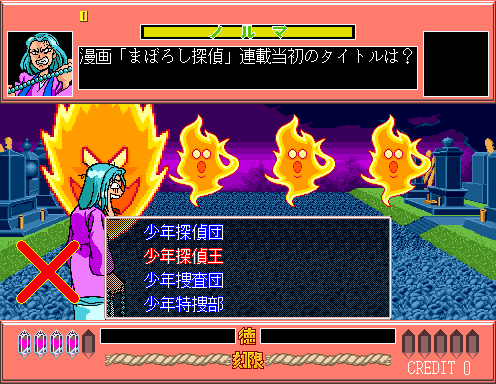 0
ノルマ
漫画「まぼろし探偵」連載当初のタイトルは？
少年探偵団
少年探偵王
少年捜査団
少年特捜部
徳
刻限
CREDIT 0